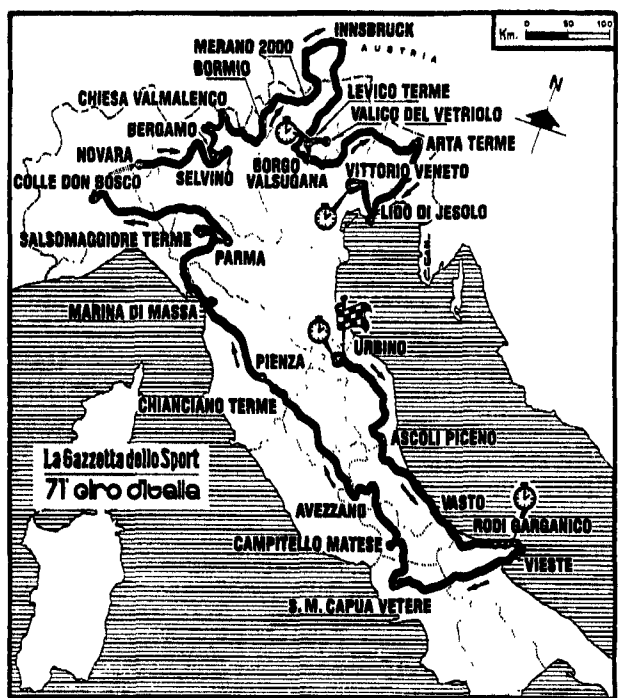 INNSBRUCK
Km. 0 50 100
AUSTRIA
MERANO 2000
BORMIO
N
CHIESA VALMALENCO
LEVICO TERME
VALICO DEL VETRIOLO
BERGAMO
ARTA TERME
NOVARA
BORGO
VALSUGANA
SELVINO
VITTORIO VENETO
COLLE DON BOSCO
LIDO DI JESOLO
SALSOMAGGIORE TERME
PARMA
MARINA DI MASSA
URBINO
PIENZA
CHIANCIANO TERME
ASCOLI PICENO
La Gazzetta dello Sport
71° Giro d'Italia
AVEZZANO
VASTO
RODI GARGANICO
CAMPITELLO MATESE
VIESTE
S. M. CAPUA VETERE